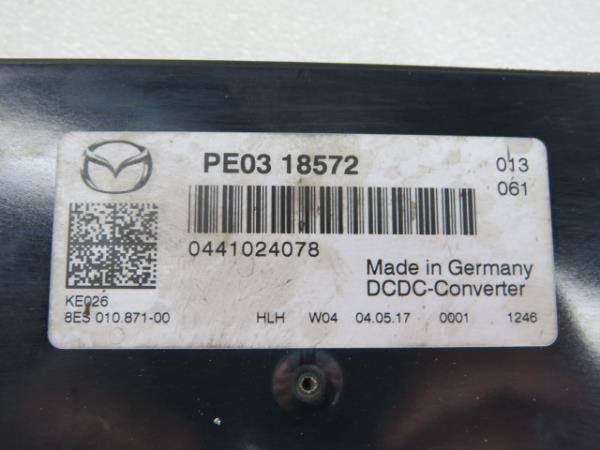 PE03 18572
013
061
0441024078
Made in Germany
DCDC-Converter
KE026
8ES 010.871-00 HLH W04 04.05.17 0001 1246